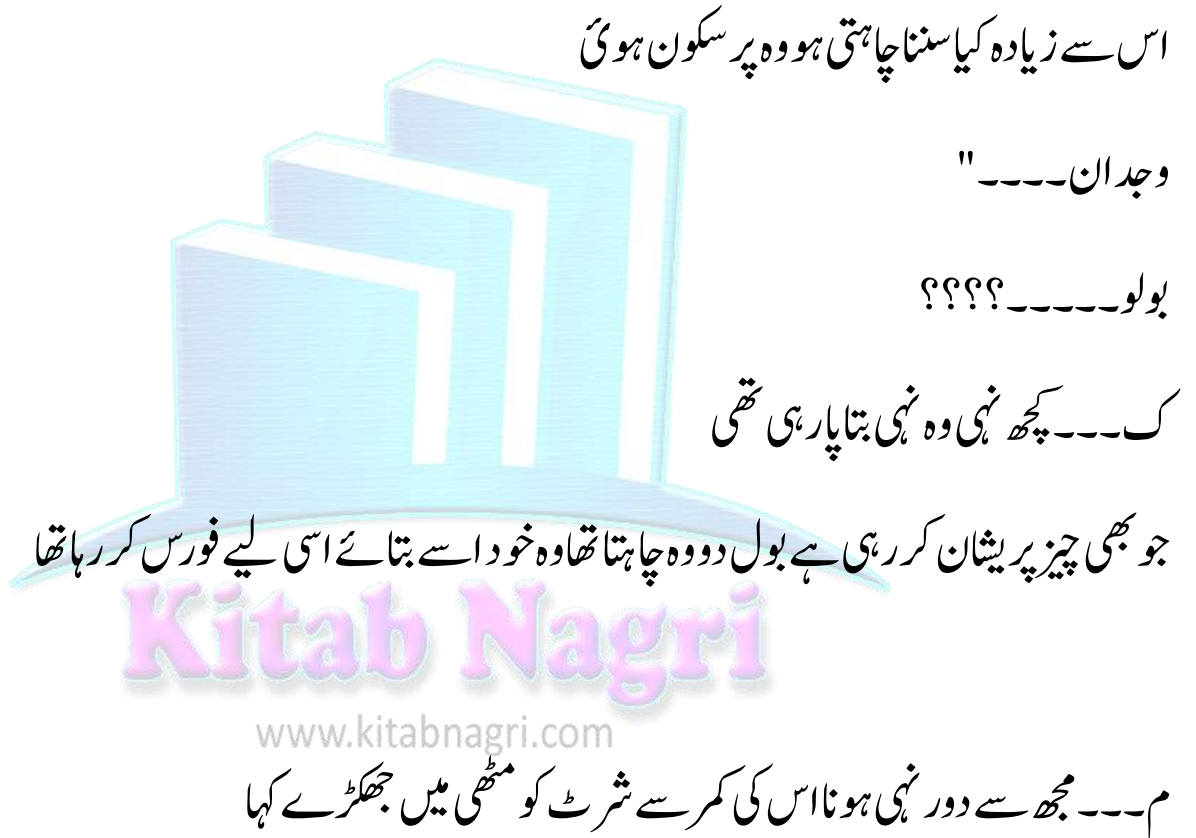 اس سے زیادہ کیا سننا چاہتی ہو وہ پر سکون ہوئ
وجدان۔۔۔۔"
بولو۔۔۔۔۔؟؟؟؟
ک۔۔۔کچھ نہی وہ نہی بتا پا رہی تھی
جو بھی چیز پریشان کر رہی ہے بول دو وہ چاہتا تھا وہ خود اسے بتائے اسی لیے فورس کر رہا تھا
Kitab Nagri
www.kitabnagri.com
م۔۔۔مجھ سے دور نہی ہونا اس کی کمر سے شرٹ کو مٹھی میں جھکڑے کہا